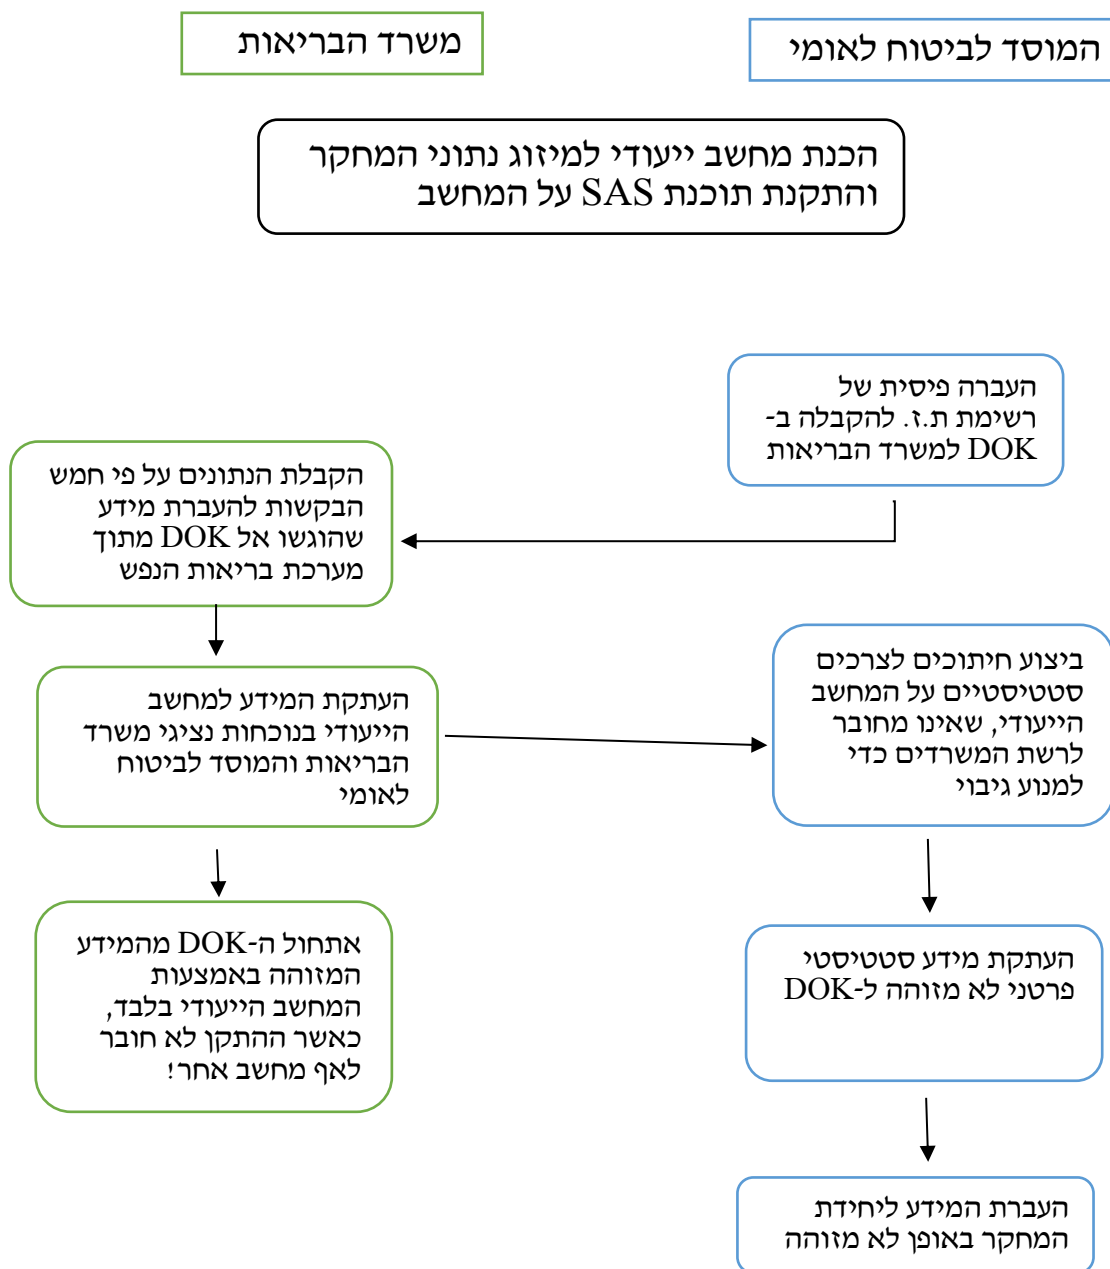 המוסד לביטוח לאומי
משרד הבריאות
הכנת מחשב ייעודי למיזוג נתוני המחקר
והתקנת תוכנת SAS על המחשב
העברה פיסית של
רשימת ת.ז. להקבלה ב-
DOK למשרד הבריאות
הקבלת הנתונים על פי חמש
הבקשות להעברת מידע
שהוגשו אל DOK מתוך
מערכת בריאות הנפש
העתקת המידע למחשב
הייעודי בנוכחות נציגי משרד
הבריאות והמוסד לביטוח
לאומי
ביצוע חיתוכים לצרכים
סטטיסטיים על המחשב
הייעודי, שאינו מחובר
לרשת המשרדים כדי
למנוע גיבוי
אתחול ה-DOK מהמידע
המזוהה באמצעות
המחשב הייעודי בלבד,
כאשר ההתקן לא חובר
לאף מחשב אחר!
העתקת מידע סטטיסטי
פרטני לא מזוהה ל-DOK
העברת המידע ליחידת
המחקר באופן לא מזוהה